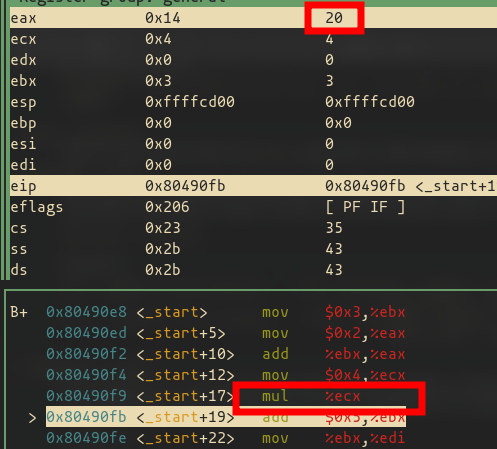 Register group: general
eax 0x14 20
ecx 0x4 4
edx 0x0 0
ebx 0x3 3
esp 0xffffcd00 0xffffcd00
ebp 0x0 0x0
esi 0x0 0
edi 0x0 0
eip 0x80490fb 0x80490fb <_start+1
eflags 0x206 [ PF IF ]
cs 0x23 35
ss 0x2b 43
ds 0x2b 43
B+ 0x80490e8 <_start> mov $0x3,%ebx
0x80490ed <_start+5> mov $0x2,%eax
0x80490f2 <_start+10> add %ebx,%eax
0x80490f4 <_start+12> mov $0x4,%ecx
0x80490f9 <_start+17> mul %ecx
> 0x80490fb <_start+19> add $0x5,%ebx
0x80490fe <_start+22> mov %ebx,%edi